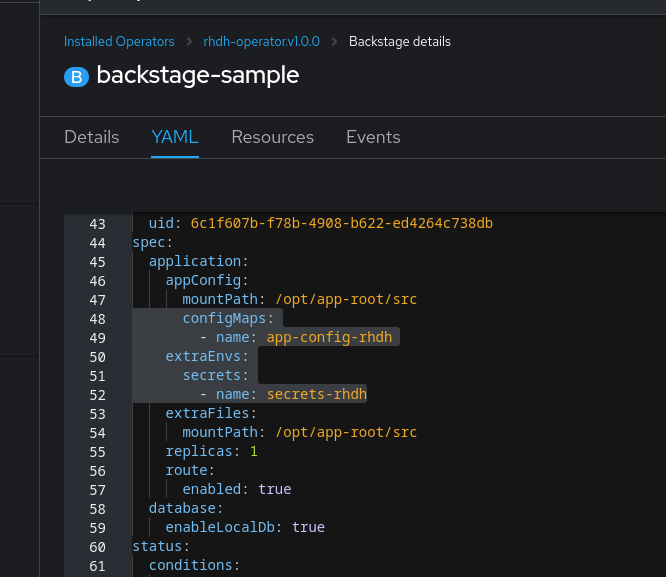 Installed Operators > rhdh-operator.v1.0.0 > Backstage details
B backstage-sample
Details YAML Resources Events
43 uid: 6c1f607b-f78b-4908-b622-ed4264c738db
44 spec:
45 application:
46 appConfig:
47 mountPath: /opt/app-root/src
48 configMaps:
49 - name: app-config-rhdh
50 extraEnvs:
51 secrets:
52 - name: secrets-rhdh
53 extraFiles:
54 mountPath: /opt/app-root/src
55 replicas: 1
56 route:
57 enabled: true
58 database:
59 enableLocalDb: true
60 status:
61 conditions: